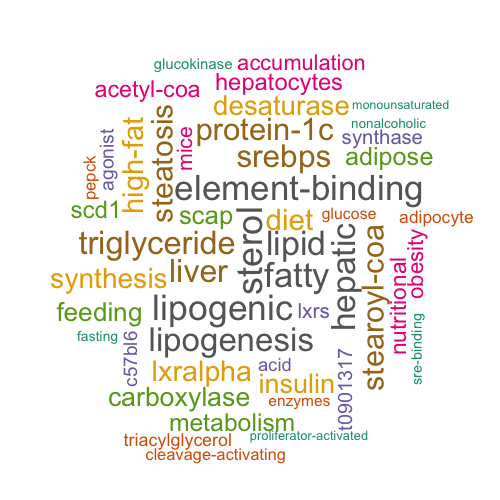 glucokinase
accumulation
acetyl-coa
hepatocytes
desaturase
monounsaturated
nonalcoholic
agonist
high-fat
steatosis
mice
protein-1c
synthase
pepck
srebps
adipose
element-binding
scd1
scap
sterol
diet
glucose
adipocyte
triglyceride
lipid
hepatic
stearoyl-coa
nutritional
obesity
synthesis
liver
fatty
feeding
lipogenic
lxrs
fasting
c57bl6
lipogenesis
t0901317
sre-binding
lxralpha
acid
insulin
carboxylase
enzymes
metabolism
triacylglycerol
proliferator-activated
cleavage-activating